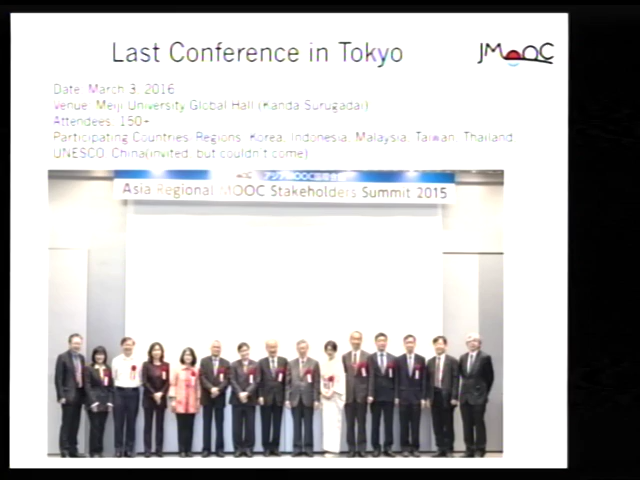 Last Conference in Tokyo
JMOOC
Date: March 3, 2016
Venue: Meiji University, Global Hall (Kanda Surugadai)
Attendees: 150+
Participating Countries/Regions: Korea, Indonesia, Malaysia, Taiwan, Thailand
UNESCO, China(invited, but couldn't come)
Asia Regional MOOC Stakeholders Summit 2015